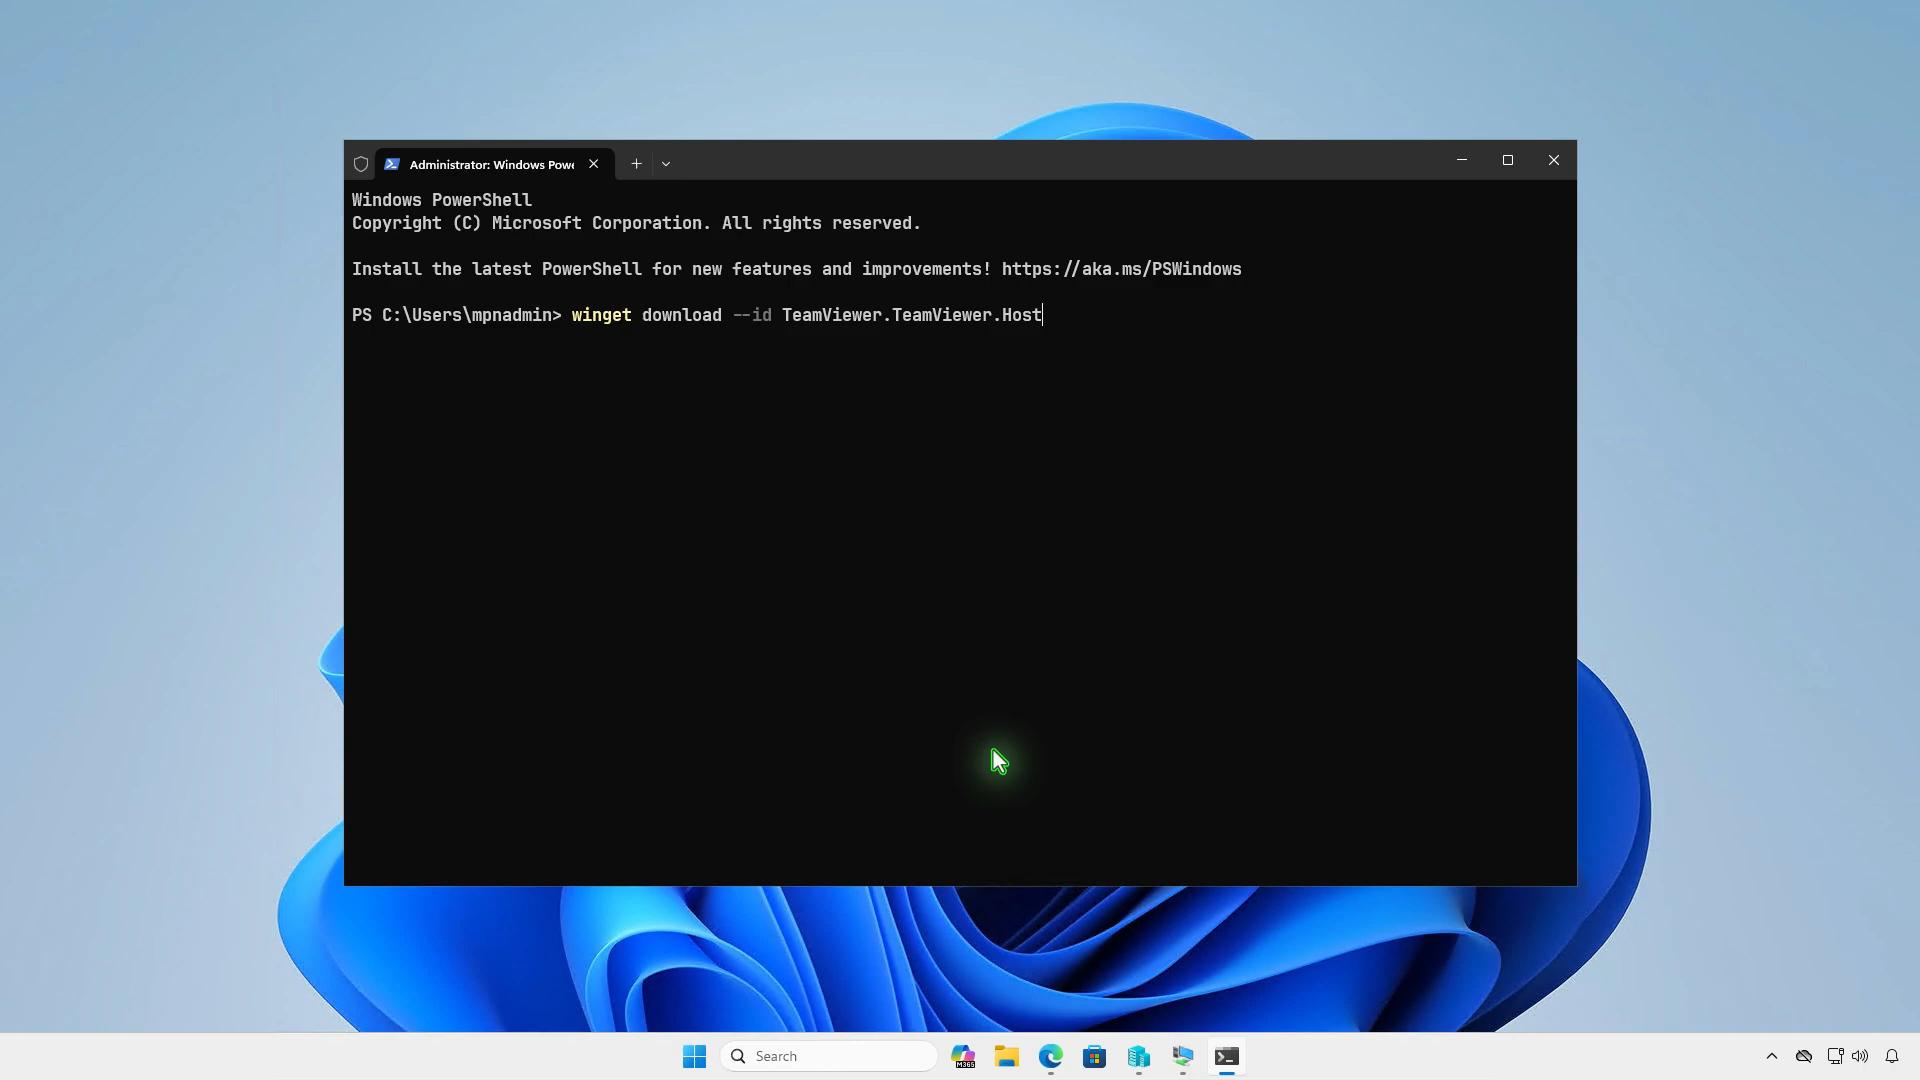 Administrator: Windows Powe
Windows PowerShell
Copyright (C) Microsoft Corporation. All rights reserved.
Install the latest PowerShell for new features and improvements! https://aka.ms/PSWindows
PS C:\Users\mpnadmin> winget download --id TeamViewer.TeamViewer.Host
Search
M365